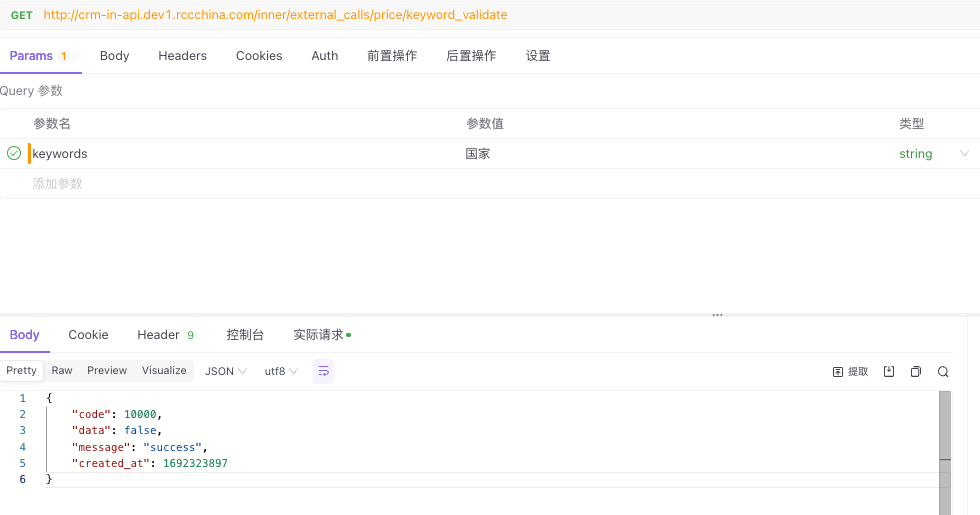 GET http://crm-in-api.dev1.rccchina.com/inner/external_calls/price/keyword_validate
Params 1 Body Headers Cookies Auth 前置操作 后置操作 设置
Query 参数
参数名 参数值 类型
keywords 国家 string
添加参数
Body Cookie Header 9 控制台 实际请求
Pretty Raw Preview Visualize JSON utf8 提取
1 {
2 "code": 10000,
3 "data": false,
4 "message": "success",
5 "created_at": 1692323897
6 }